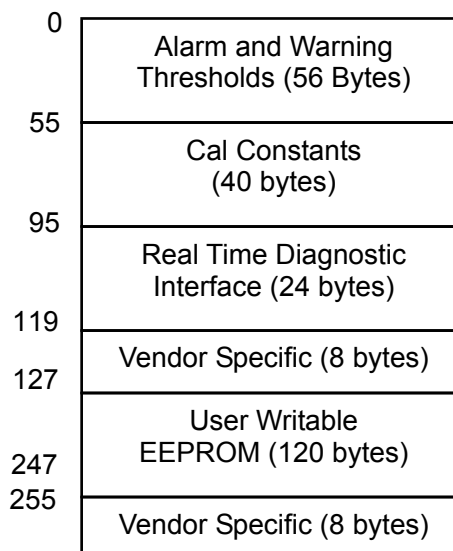 0
Alarm and Warning
Thresholds (56 Bytes)
55
Cal Constants
(40 bytes)
95
Real Time Diagnostic
Interface (24 bytes)
119
Vendor Specific (8 bytes)
127
User Writable
EEPROM (120 bytes)
247
255
Vendor Specific (8 bytes)